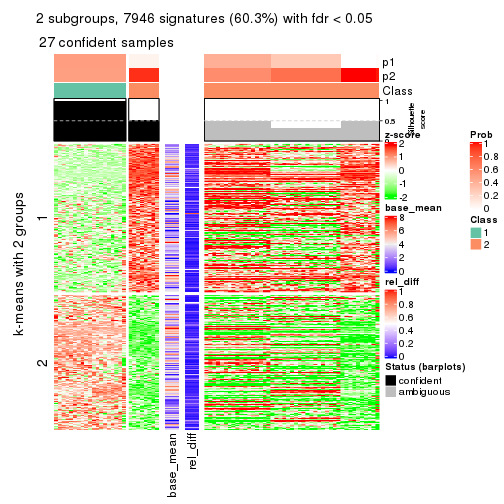 2 subgroups, 7946 signatures (60.3%) with fdr < 0.05
27 confident samples
p1
p2
Class
1
0.5
0
Silhouette
score
k-means with 2 groups
1
2
base_mean
rel_diff
z-score
2
1
0
-1
-2
base_mean
8
6
4
2
0
rel_diff
1
0.8
0.6
0.4
0.2
0
Status (barplots)
confident
ambiguous
Prob
1
0.8
0.6
0.4
0.2
0
Class
1
2